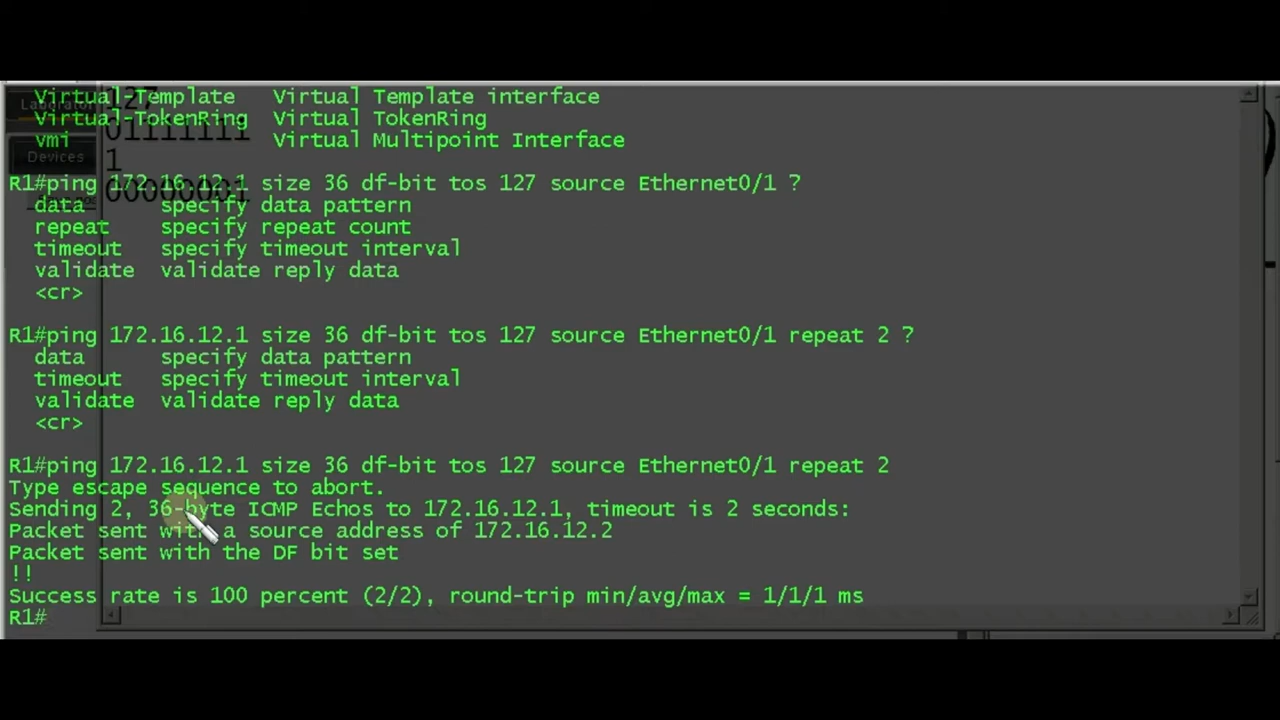 Virtual-Template Virtual Template interface
Virtual-TokenRing Virtual TokenRing
vmi Virtual Multipoint Interface
127
01111111
1
00000001
Devices
R1#ping 172.16.12.1 size 36 df-bit tos 127 source Ethernet0/1 ?
data specify data pattern
repeat specify repeat count
timeout specify timeout interval
validate validate reply data
<cr>
R1#ping 172.16.12.1 size 36 df-bit tos 127 source Ethernet0/1 repeat 2 ?
data specify data pattern
timeout specify timeout interval
validate validate reply data
<cr>
R1#ping 172.16.12.1 size 36 df-bit tos 127 source Ethernet0/1 repeat 2
Type escape sequence to abort.
Sending 2, 36-byte ICMP Echos to 172.16.12.1, timeout is 2 seconds:
Packet sent with a source address of 172.16.12.2
Packet sent with the DF bit set
!!
Success rate is 100 percent (2/2), round-trip min/avg/max = 1/1/1 ms
R1#